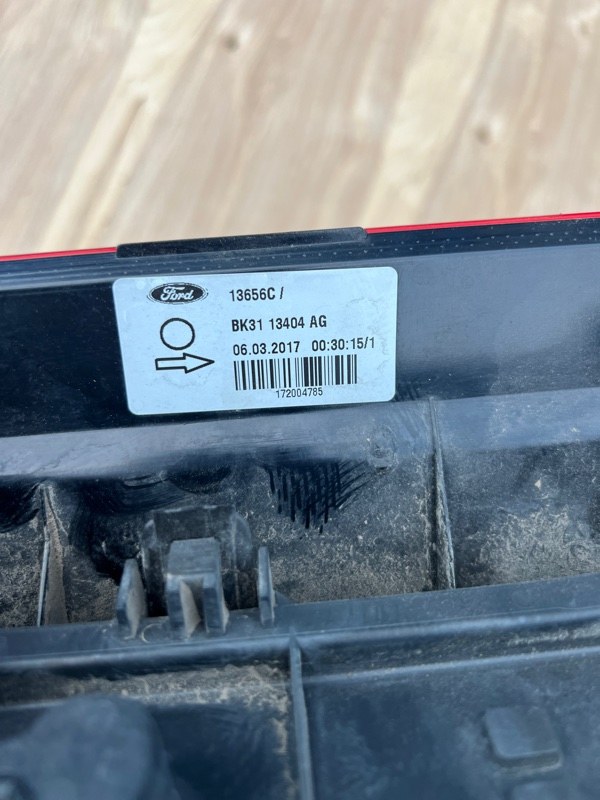 Ford
13656C /
BK31 13404 AG
06.03.2017 00:30:15/1
172004785